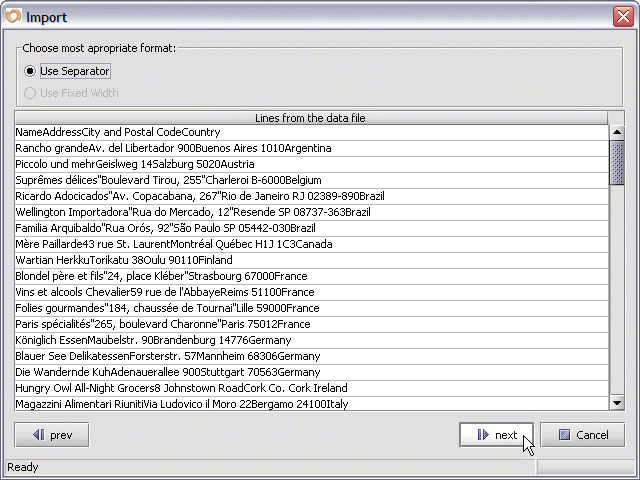 Import
Choose most apropriate format:
Use Separator
Use Fixed Width
Lines from the data file
NameAddressCity and Postal CodeCountry
Rancho grandeAv. del Libertador 900Buenos Aires 1010Argentina
Piccolo und mehrGeislweg 14Salzburg 5020Austria
Suprêmes délices"Boulevard Tirou, 255"Charleroi B-6000Belgium
Ricardo Adocicados"Av. Copacabana, 267"Rio de Janeiro RJ 02389-890Brazil
Wellington Importadora"Rua do Mercado, 12"Resende SP 08737-363Brazil
Familia Arquibaldo"Rua Orós, 92"São Paulo SP 05442-030Brazil
Mère Paillarde43 rue St. LaurentMontréal Québec H1J 1C3Canada
Wartian HerkkuTorikatu 38Oulu 90110Finland
Blondel père et fils"24, place Kléber"Strasbourg 67000France
Vins et alcools Chevalier59 rue de l'AbbayeReims 51100France
Folies gourmandes"184, chaussée de Tournai"Lille 59000France
Paris spécialités"265, boulevard Charonne"Paris 75012France
Königlich EssenMaubelstr. 90Brandenburg 14776Germany
Blauer See DelikatessenForsterstr. 57Mannheim 68306Germany
Die Wandernde KuhAdenauerallee 900Stuttgart 70563Germany
Hungry Owl All-Night Grocers8 Johnstown RoadCork Co. Cork Ireland
Magazzini Alimentari RiunitiVia Ludovico il Moro 22Bergamo 24100Italy
prev
next
Cancel
Ready